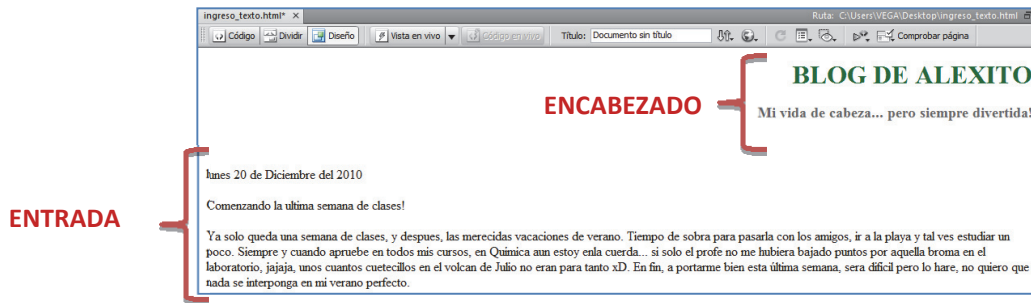 ingreso_texto.html* ×
Ruta: C:\Users\VEGA\Desktop\ingreso_texto.html
Código Dividir Diseño Vista en vivo Código en vivo Título: Documento sin título Comprobar página
BLOG DE ALEXITO
ENCABEZADO
Mi vida de cabeza... pero siempre divertida!
lunes 20 de Diciembre del 2010
Comenzando la ultima semana de clases!
ENTRADA
Ya solo queda una semana de clases, y despues, las merecidas vacaciones de verano. Tiempo de sobra para pasarla con los amigos, ir a la playa y tal ves estudiar un
poco. Siempre y cuando apruebe en todos mis cursos, en Quimica aun estoy enla cuerda... si solo el profe no me hubiera bajado puntos por aquella broma en el
laboratorio, jajaja, unos cuantos cuetecillos en el volcan de Julio no eran para tanto xD. En fin, a portarme bien esta última semana, sera dificil pero lo hare, no quiero que
nada se interponga en mi verano perfecto.